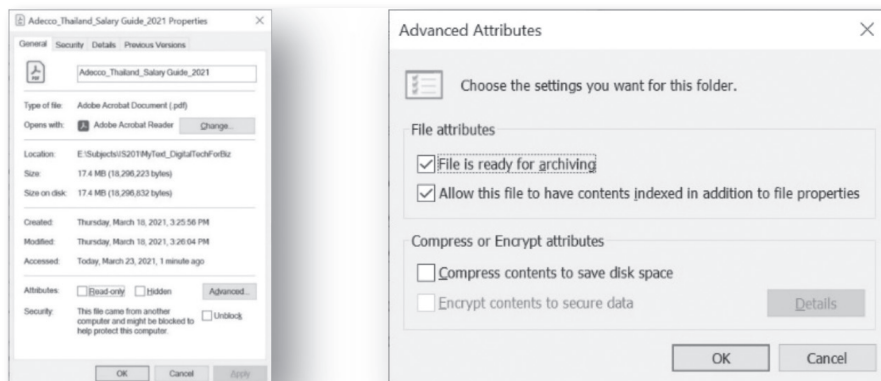 Adecco_Thailand_Salary Guide_2021 Properties
General Security Details Previous Versions
PDF
Adecco_Thailand_Salary Guide_2021
Type of file: Adobe Acrobat Document (.pdf)
Opens with: Adobe Acrobat Reader Change...
Location: E:\Subjects\IS201\MyText_DigitalTechForBiz
Size: 17.4 MB (18,296,223 bytes)
Size on disk: 17.4 MB (18,296,832 bytes)
Created: Thursday, March 18, 2021, 3:25:56 PM
Modified: Thursday, March 18, 2021, 3:26:04 PM
Accessed: Today, March 23, 2021, 1 minute ago
Attributes: Read-only Hidden Advanced...
Security: This file came from another
computer and might be blocked to
help protect this computer.
Unblock
OK Cancel Apply
Advanced Attributes
Choose the settings you want for this folder.
File attributes
File is ready for archiving
Allow this file to have contents indexed in addition to file properties
Compress or Encrypt attributes
Compress contents to save disk space
Encrypt contents to secure data Details
OK Cancel